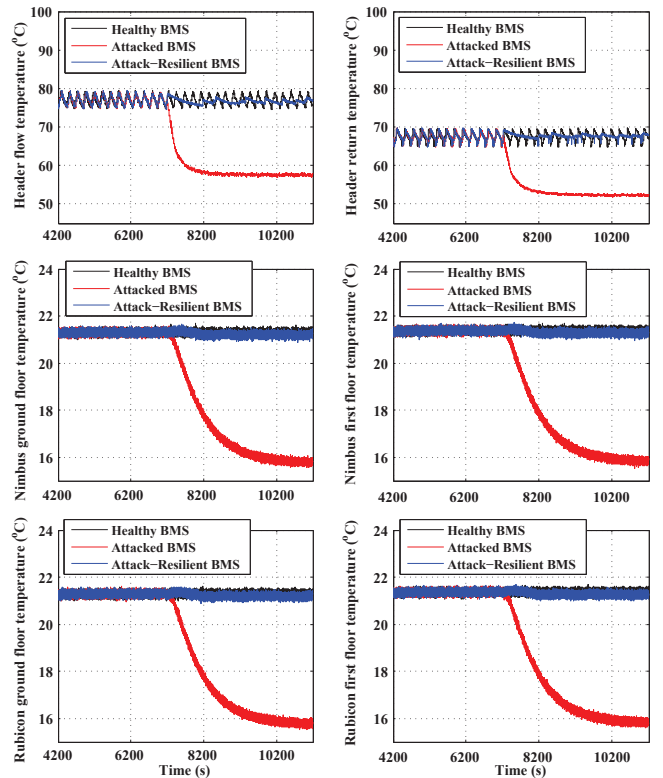 Header flow temperature (°C)
100
90
80
70
60
50
4200
6200
8200
10200
Healthy BMS
Attacked BMS
Attack−Resilient BMS
Header return temperature (°C)
100
90
80
70
60
50
4200
6200
8200
10200
Healthy BMS
Attacked BMS
Attack−Resilient BMS
Nimbus ground floor temperature (°C)
24
22
20
18
16
4200
6200
8200
10200
Healthy BMS
Attacked BMS
Attack−Resilient BMS
Nimbus first floor temperature (°C)
24
22
20
18
16
4200
6200
8200
10200
Healthy BMS
Attacked BMS
Attack−Resilient BMS
Rubicon ground floor temperature (°C)
24
22
20
18
16
4200
6200
8200
10200
Time (s)
Healthy BMS
Attacked BMS
Attack−Resilient BMS
Rubicon first floor temperature (°C)
24
22
20
18
16
4200
6200
8200
10200
Time (s)
Healthy BMS
Attacked BMS
Attack−Resilient BMS